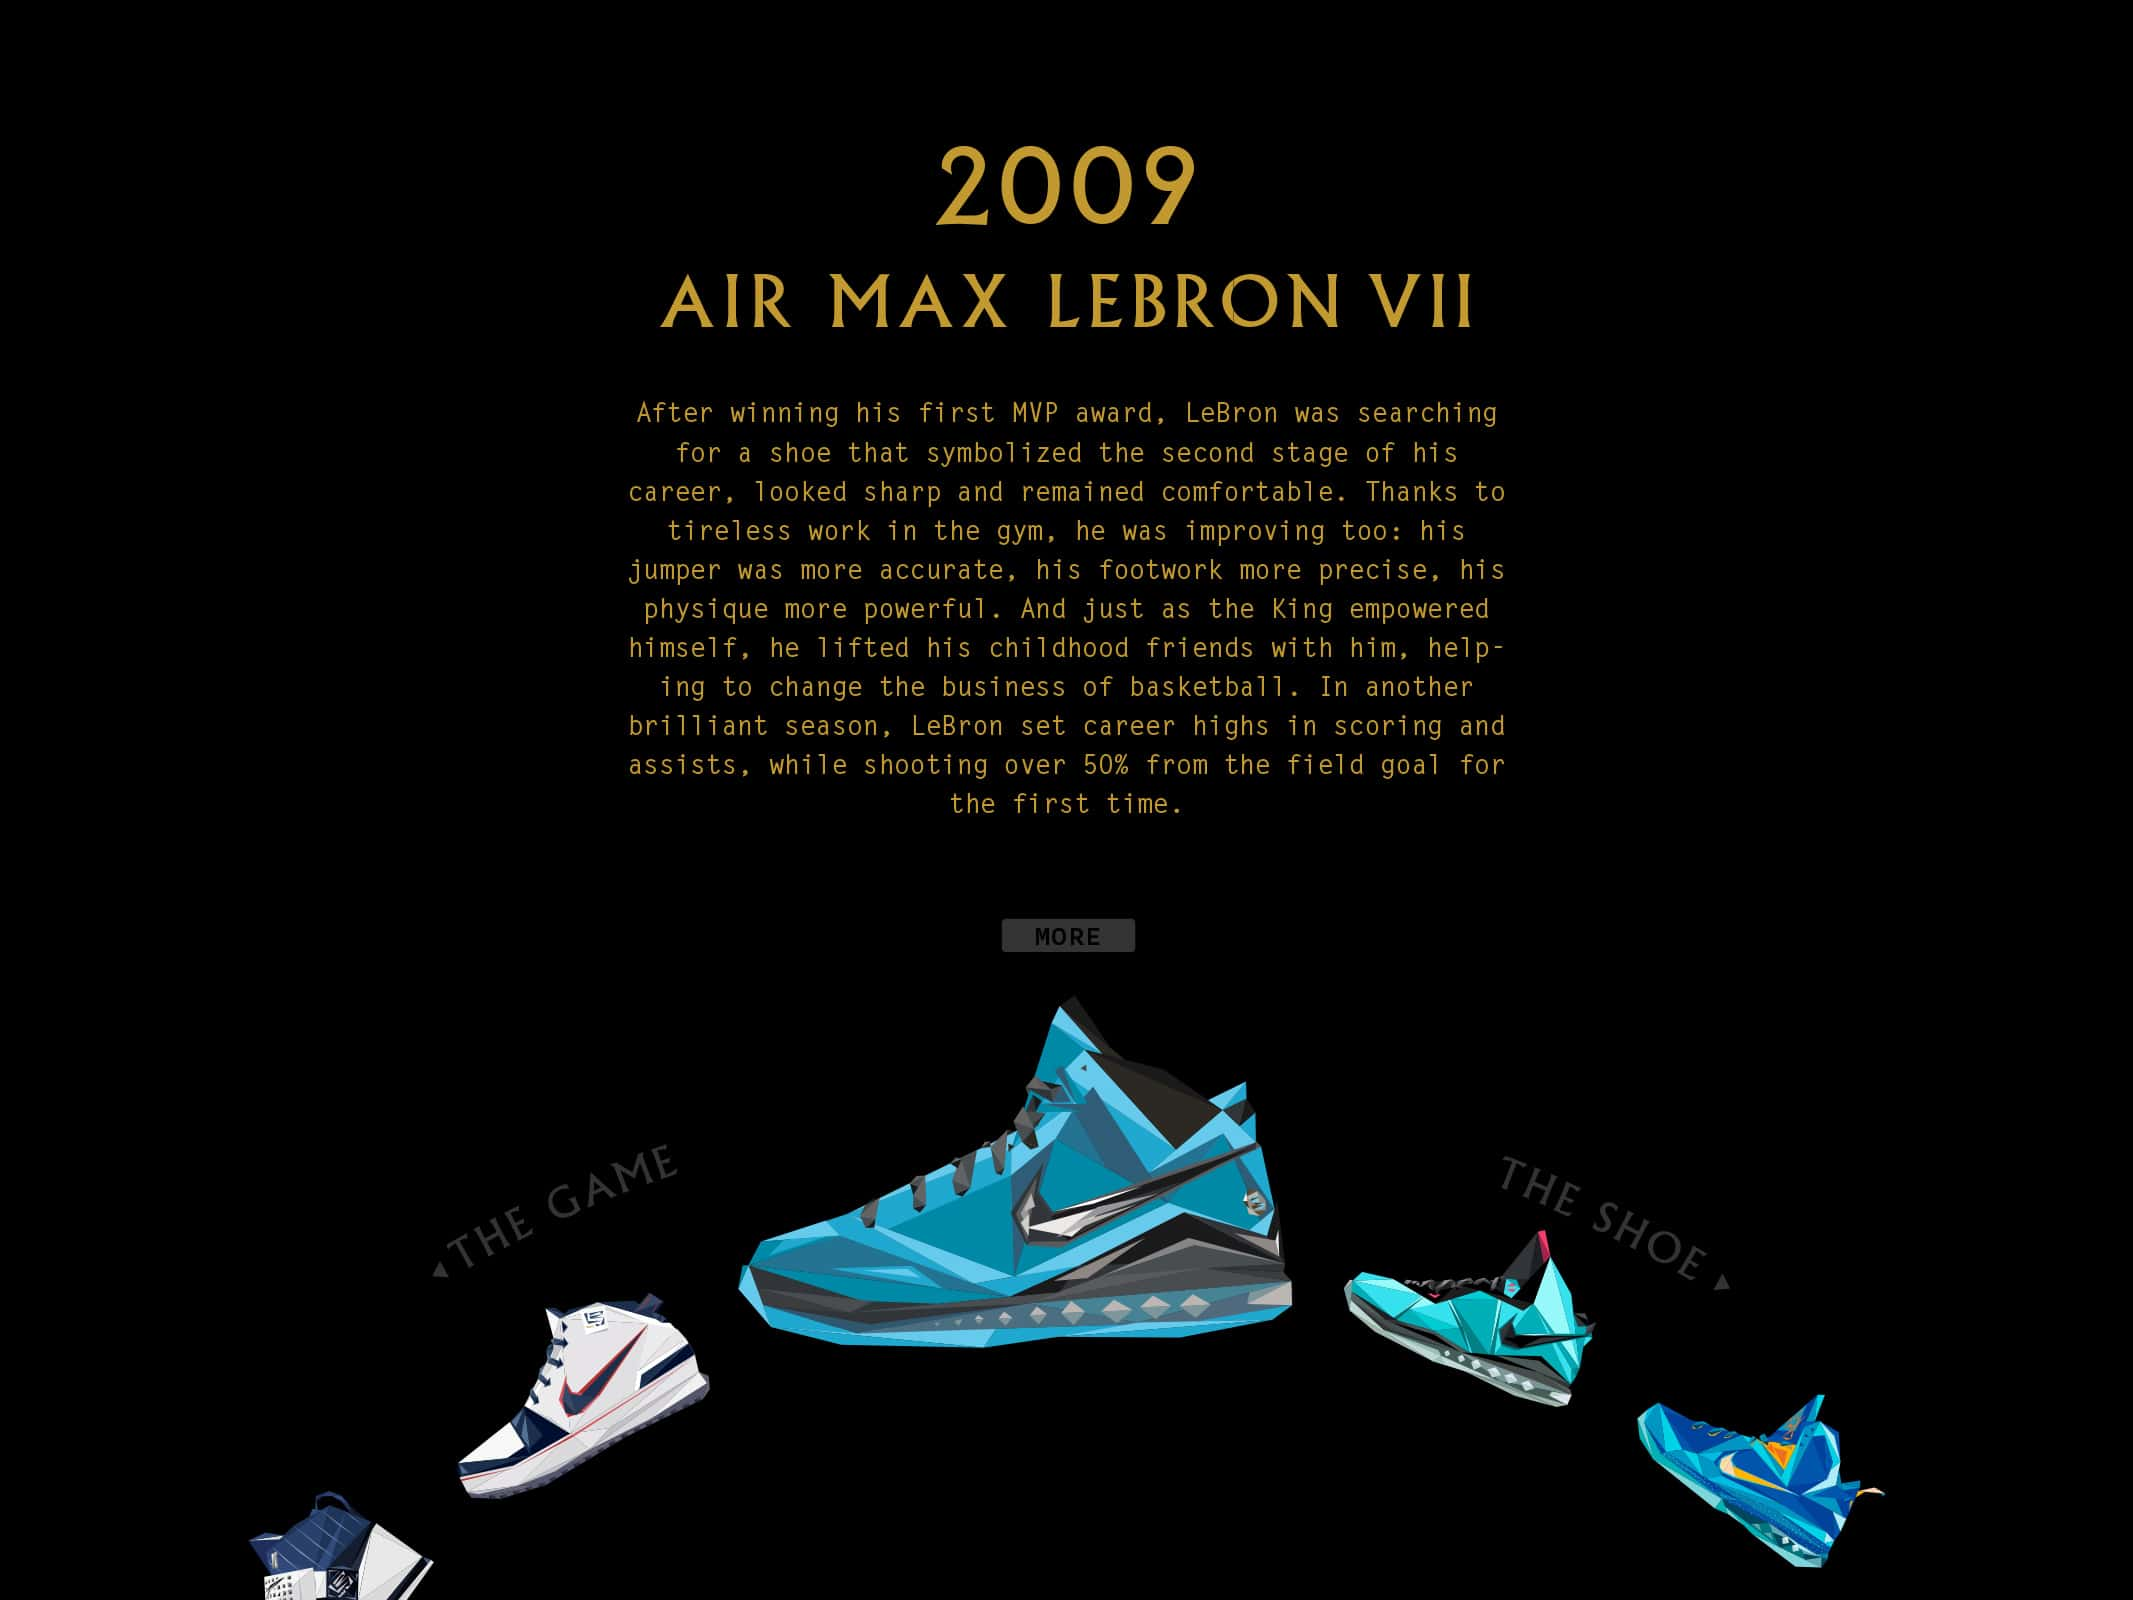 2009
AIR MAX LEBRON VII
After winning his first MVP award, LeBron was searching
for a shoe that symbolized the second stage of his
career, looked sharp and remained comfortable. Thanks to
tireless work in the gym, he was improving too: his
jumper was more accurate, his footwork more precise, his
physique more powerful. And just as the King empowered
himself, he lifted his childhood friends with him, help-
ing to change the business of basketball. In another
brilliant season, LeBron set career highs in scoring and
assists, while shooting over 50% from the field goal for
the first time.
MORE
THE GAME
THE SHOE